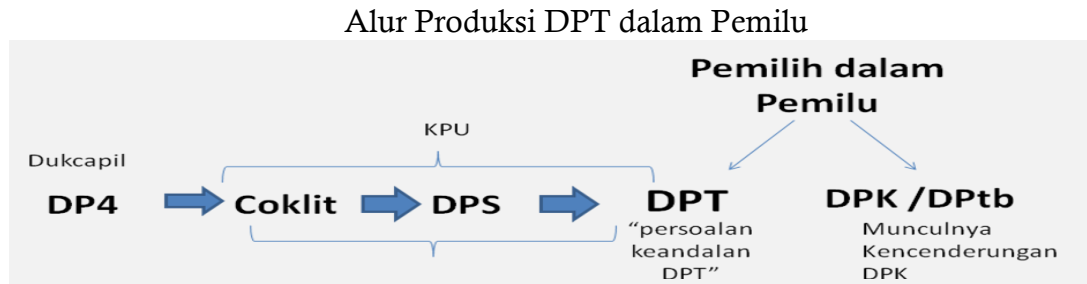 Alur Produksi DPT dalam Pemilu
Pemilih dalam
Pemilu
KPU
Dukcapil
DP4
Coklit
DPS
DPT
DPK /DPtb
“persoalan
keandalan
DPT”
Munculnya
Kencenderungan
DPK